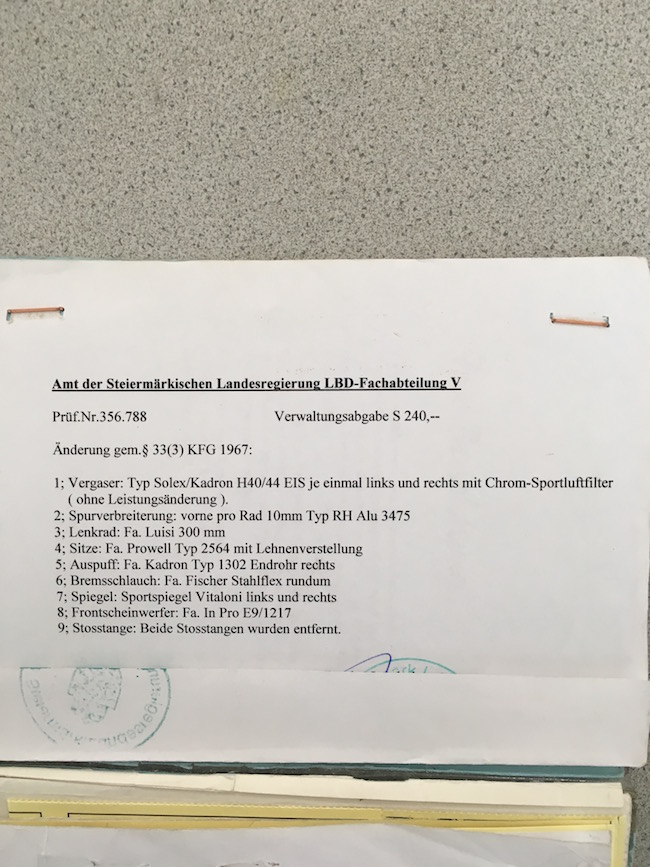 Amt der Steiermärkischen Landesregierung LBD-Fachabteilung V
Prüf.Nr.356.788 Verwaltungsabgabe S 240,--
Änderung gem.§ 33(3) KFG 1967:
1; Vergaser: Typ Solex/Kadron H40/44 EIS je einmal links und rechts mit Chrom-Sportluftfilter
( ohne Leistungsänderung ).
2; Spurverbreiterung: vorne pro Rad 10mm Typ RH Alu 3475
3; Lenkrad: Fa. Luisi 300 mm
4; Sitze: Fa. Prowell Typ 2564 mit Lehnenverstellung
5; Auspuff: Fa. Kadron Typ 1302 Endrohr rechts
6; Bremsschlauch: Fa. Fischer Stahlflex rundum
7; Spiegel: Sportspiegel Vitaloni links und rechts
8; Frontscheinwerfer: Fa. In Pro E9/1217
9; Stosstange: Beide Stosstangen wurden entfernt.